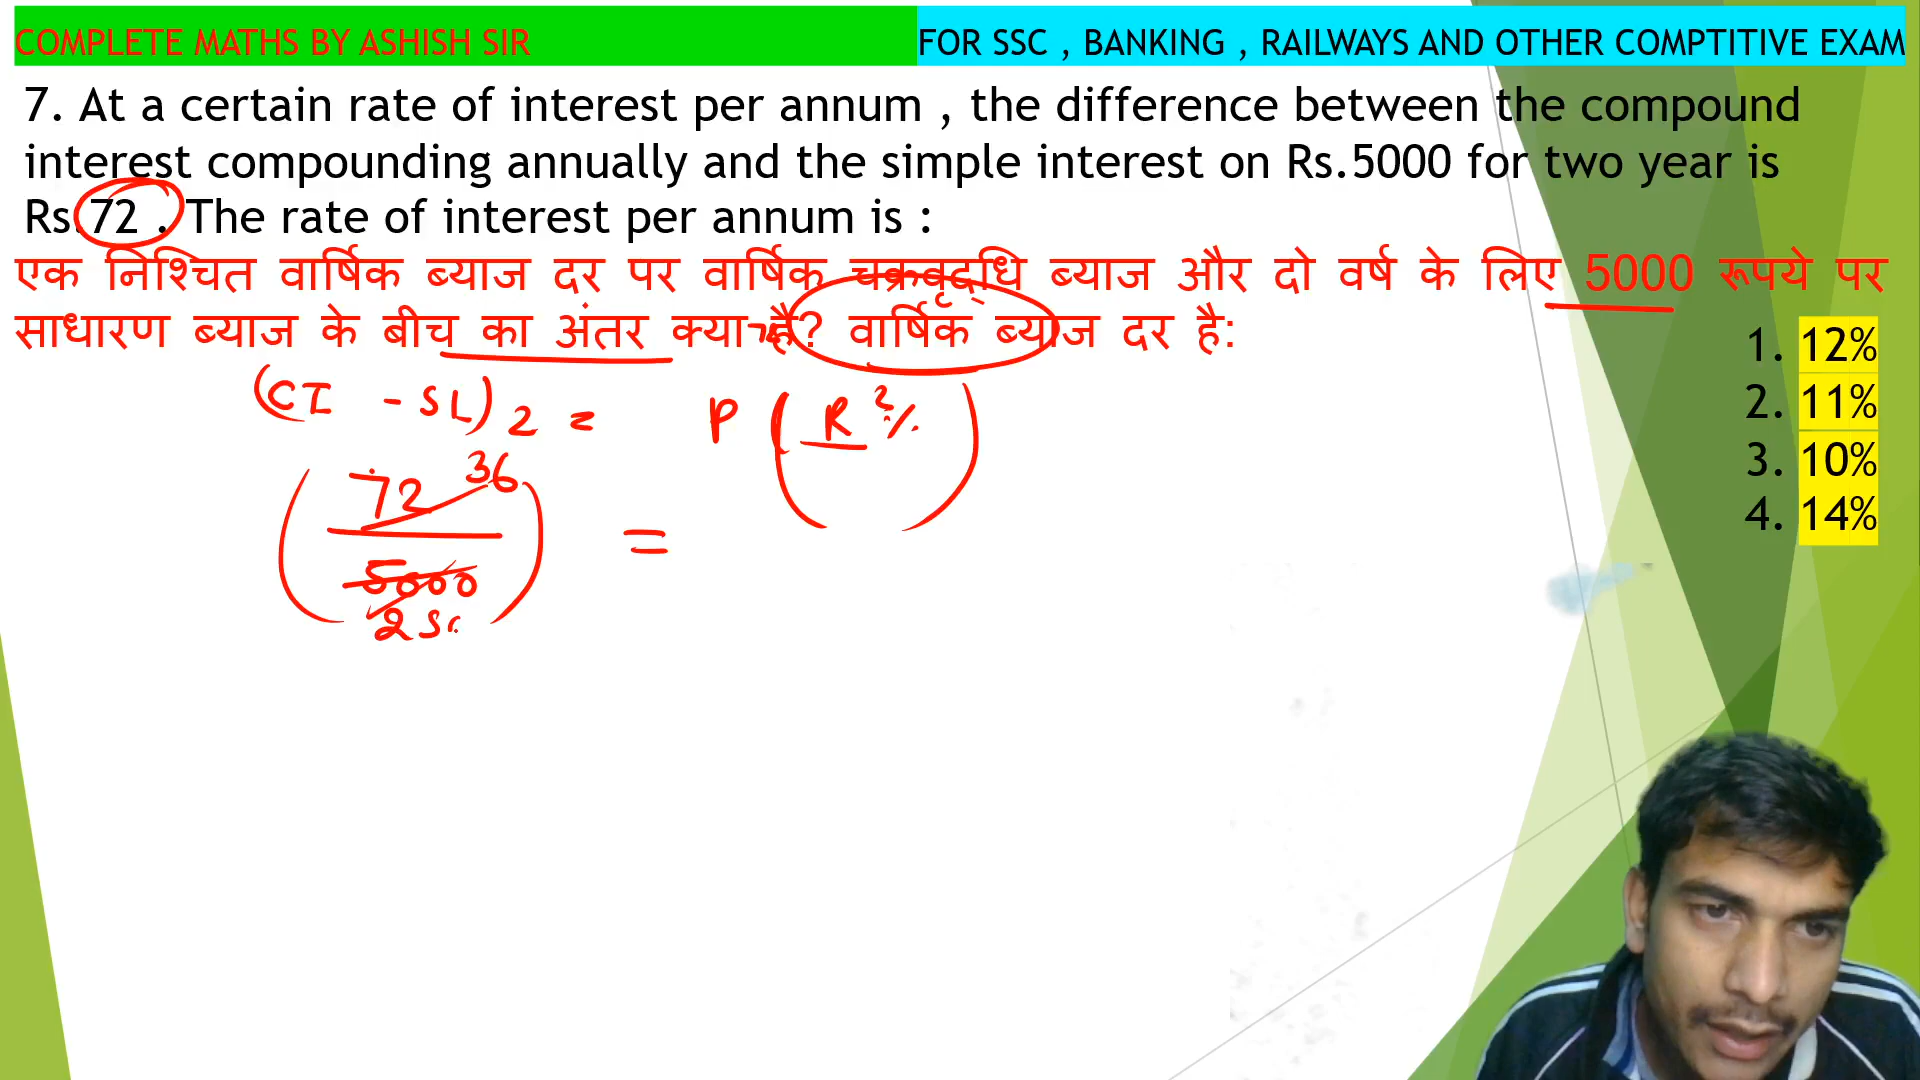 COMPLETE MATHS BY ASHISH SIR
FOR SSC , BANKING , RAILWAYS AND OTHER COMPTITIVE EXAM
7. At a certain rate of interest per annum , the difference between the compound
interest compounding annually and the simple interest on Rs.5000 for two year is
Rs.72 . The rate of interest per annum is :
एक निश्चित वार्षिक ब्याज दर पर वार्षिक चक्रवदधि ब्याज और दो वर्ष के लिए 5000 रूपये पर
साधारण ब्याज के बीच का अंतर क्या है? वार्षिक ब्याज दर है:
1. 12%
2. 11%
3. 10%
4. 14%
(CI - SI)2 = P (R²%)
(72 36
5000
=